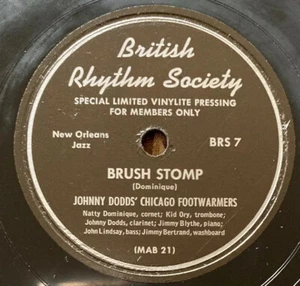 British
Rhythm Society
SPECIAL LIMITED VINYLITE PRESSING
FOR MEMBERS ONLY
New Orleans
Jazz
BRS 7
BRUSH STOMP
(Dominique)
JOHNNY DODDS' CHICAGO FOOTWARMERS
Natty Dominique, cornet; Kid Ory, trombone;
Johnny Dodds, clarinet; Jimmy Blythe, piano;
John Lindsay, bass; Jimmy Bertrand, washboard
(MAB 21)